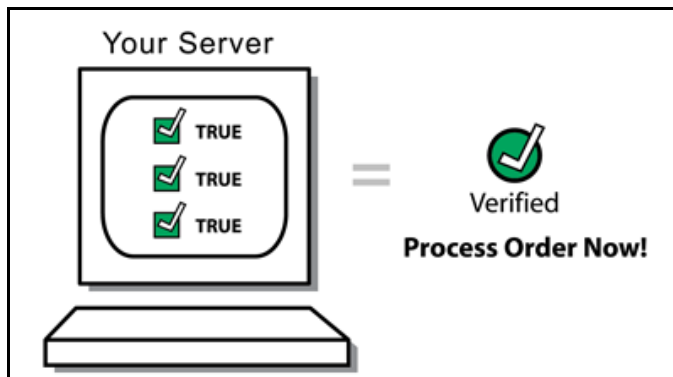 Your Server
TRUE
TRUE
TRUE
=
Verified
Process Order Now!